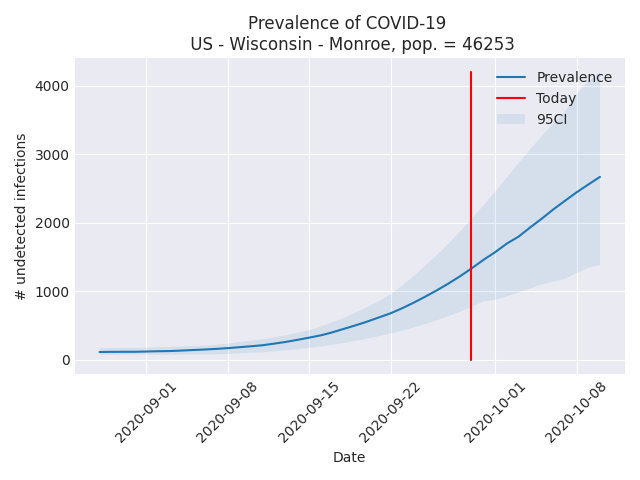 Prevalence of COVID-19
US - Wisconsin - Monroe, pop. = 46253
Prevalence
Today
95CI
4000
3000
2000
1000
0
# undetected infections
2020-09-01
2020-09-08
2020-09-15
2020-09-22
2020-10-01
2020-10-08
Date